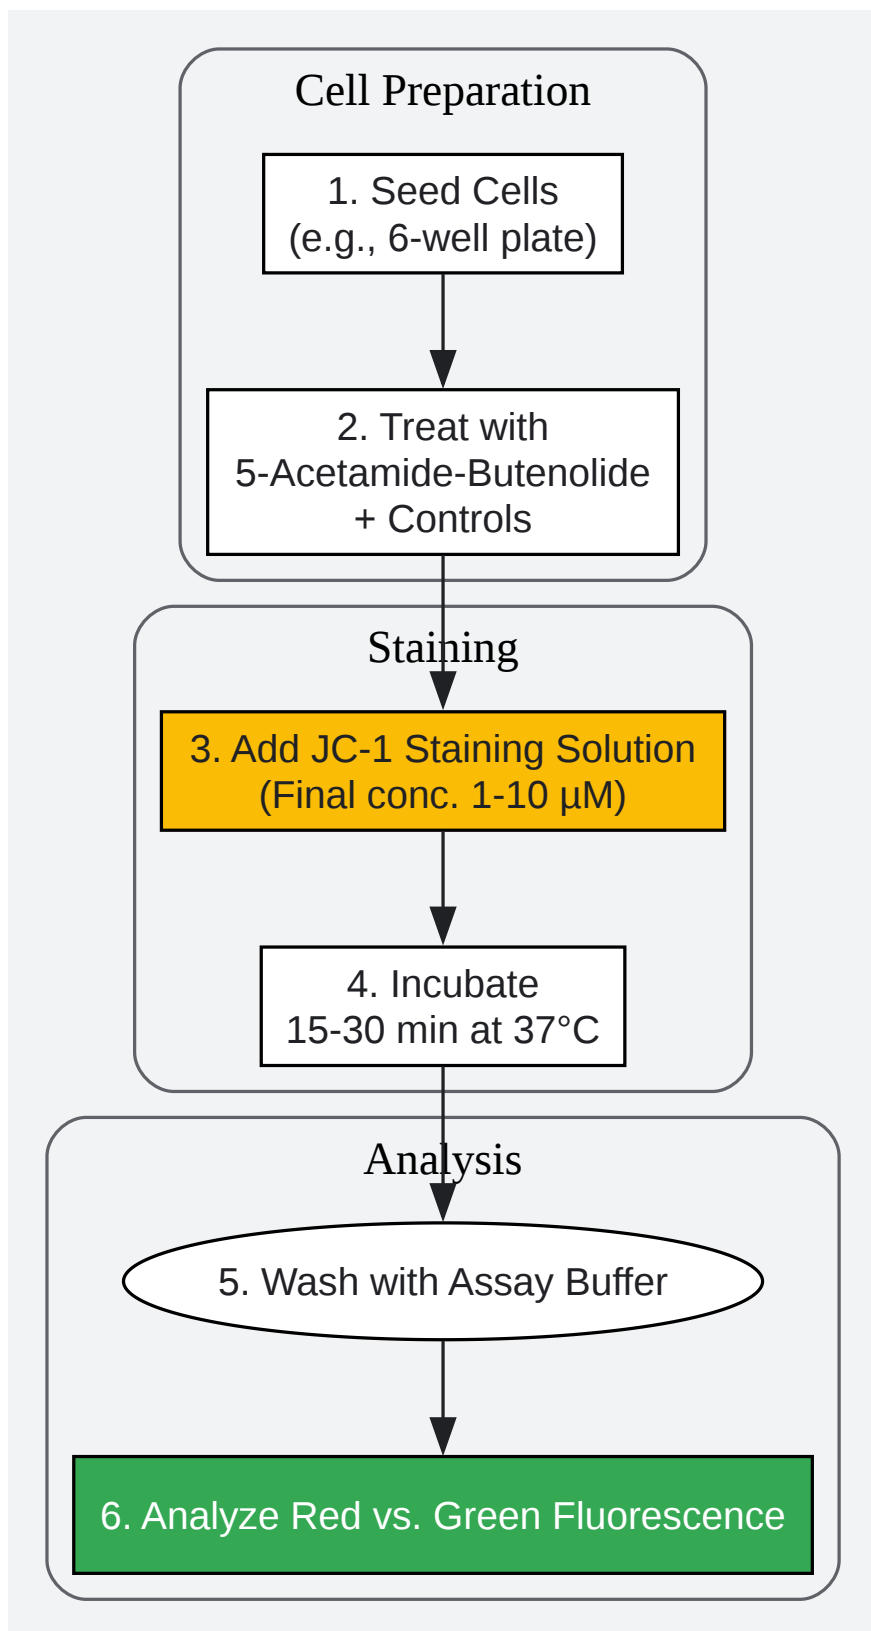 Cell Preparation
1. Seed Cells
(e.g., 6-well plate)
2. Treat with
5-Acetamide-Butenolide
+ Controls
Staining
3. Add JC-1 Staining Solution
(Final conc. 1-10 µM)
4. Incubate
15-30 min at 37°C
Analysis
5. Wash with Assay Buffer
6. Analyze Red vs. Green Fluorescence